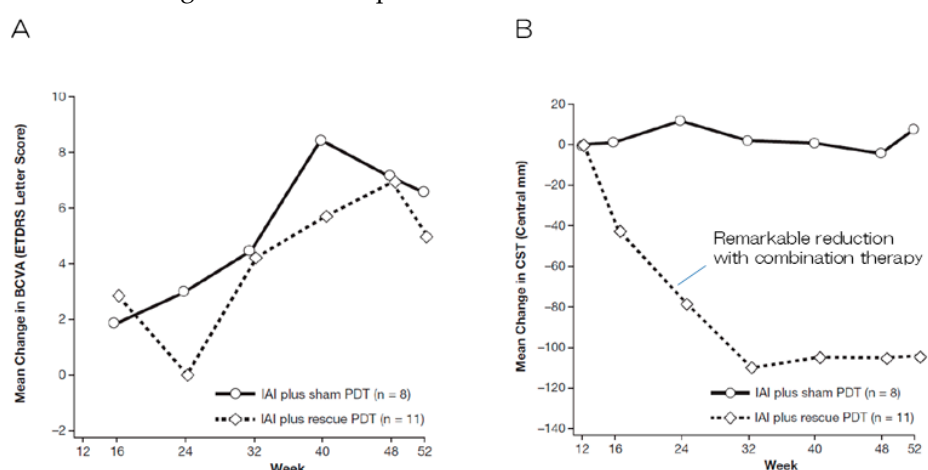 A
B
Mean Change in BCVA (ETDRS Letter Score)
10
8
6
4
2
0
−2
IAI plus sham PDT (n = 8)
IAI plus rescue PDT (n = 11)
12 16 24 32 40 48 52
Week
Mean Change in CST (Central mm)
20
0
−20
−40
−60
−80
−100
−120
−140
Remarkable reduction
with combination therapy
IAI plus sham PDT (n = 8)
IAI plus rescue PDT (n = 11)
12 16 24 32 40 48 52
Week